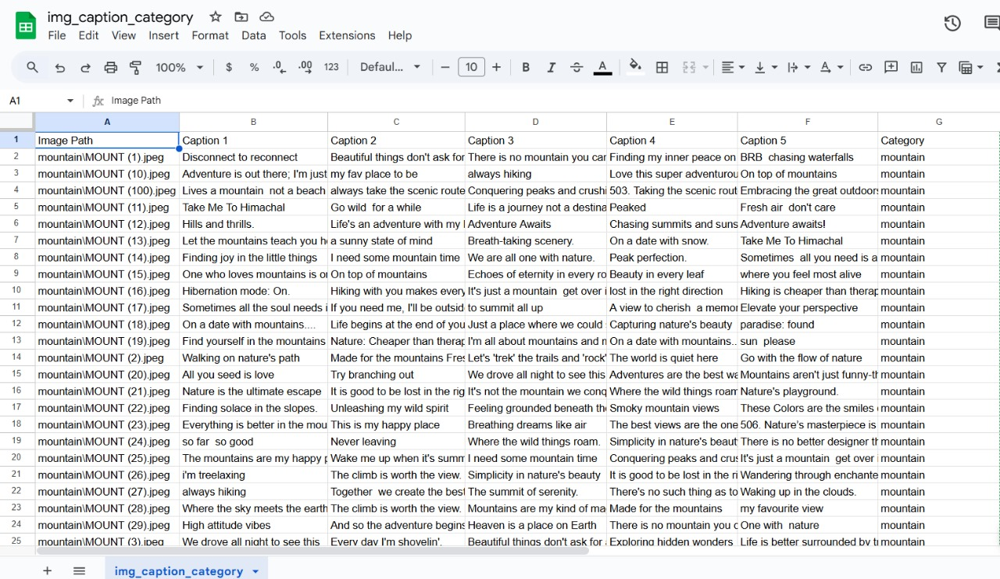 img_caption_category
File Edit View Insert Format Data Tools Extensions Help
100% $ % .0 .00 123 Defaul... 10 B I A A
A1 fx Image Path
A B C D E F G
1 Image Path Caption 1 Caption 2 Caption 3 Caption 4 Caption 5 Category
2 mountain\MOUNT (1).jpeg Disconnect to reconnect Beautiful things don't ask for There is no mountain you can Finding my inner peace on BRB chasing waterfalls mountain
3 mountain\MOUNT (10).jpeg Adventure is out there; I'm just my fav place to be always hiking Love this super adventurou On top of mountains mountain
4 mountain\MOUNT (100).jpeg Lives a mountain not a beach always take the scenic route Conquering peaks and crushi 503. Taking the scenic rout Embracing the great outdoors mountain
5 mountain\MOUNT (11).jpeg Take Me To Himachal Go wild for a while Life is a journey not a destina Peaked Fresh air don't care mountain
6 mountain\MOUNT (12).jpeg Hills and thrills. Life's an adventure with my Adventure Awaits Chasing summits and suns Adventure awaits! mountain
7 mountain\MOUNT (13).jpeg Let the mountains teach you h a sunny state of mind Breath-taking scenery. On a date with snow. Take Me To Himachal mountain
8 mountain\MOUNT (14).jpeg Finding joy in the little things I need some mountain time We are all one with nature. Peak perfection. Sometimes all you need is a mountain
9 mountain\MOUNT (15).jpeg One who loves mountains is or On top of mountains Echoes of eternity in every ro Beauty in every leaf where you feel most alive mountain
10 mountain\MOUNT (16).jpeg Hibernation mode: On. Hiking with you makes every It's just a mountain get over i lost in the right direction Hiking is cheaper than therap mountain
11 mountain\MOUNT (17).jpeg Sometimes all the soul needs i If you need me, I'll be outsid to summit all up A view to cherish a memor Elevate your perspective mountain
12 mountain\MOUNT (18).jpeg On a date with mountains.... Life begins at the end of you Just a place where we could Capturing nature's beauty paradise: found mountain
13 mountain\MOUNT (19).jpeg Find yourself in the mountains Nature: Cheaper than therap I'm all about mountains and n On a date with mountains.. sun please mountain
14 mountain\MOUNT (2).jpeg Walking on nature's path Made for the mountains Fres Let's 'trek' the trails and 'rock' The world is quiet here Go with the flow of nature mountain
15 mountain\MOUNT (20).jpeg All you seed is love Try branching out We drove all night to see this Adventures are the best wa Mountains aren't just funny-th mountain
16 mountain\MOUNT (21).jpeg Nature is the ultimate escape It is good to be lost in the rig It's not the mountain we conq Where the wild things roam Nature's playground. mountain
17 mountain\MOUNT (22).jpeg Finding solace in the slopes. Unleashing my wild spirit Feeling grounded beneath the Smoky mountain views These Colors are the smiles mountain
18 mountain\MOUNT (23).jpeg Everything is better in the mou This is my happy place Breathing dreams like air The best views are the one 506. Nature’s masterpiece is mountain
19 mountain\MOUNT (24).jpeg so far so good Never leaving Where the wild things roam. Simplicity in nature's beaut There is no better designer th mountain
20 mountain\MOUNT (25).jpeg The mountains are my happy p Wake me up when it's summ I need some mountain time Conquering peaks and crus It's just a mountain get over i mountain
21 mountain\MOUNT (26).jpeg i'm treelaxing The climb is worth the view. Simplicity in nature's beauty It is good to be lost in the ri Wandering through enchante mountain
22 mountain\MOUNT (27).jpeg always hiking Together we create the best The summit of serenity. There's no such thing as to Waking up in the clouds. mountain
23 mountain\MOUNT (28).jpeg Where the sky meets the earth The climb is worth the view. Mountains are my kind of ma Made for the mountains my favourite view mountain
24 mountain\MOUNT (29).jpeg High attitude vibes And so the adventure begins Heaven is a place on Earth There is no mountain you c One with nature mountain
25 mountain\MOUNT (3).jpeg We drove all night to see this Every day I'm shovelin'. Beautiful things don't ask for Exploring hidden wonders Life is better surrounded by tr mountain
img_caption_category